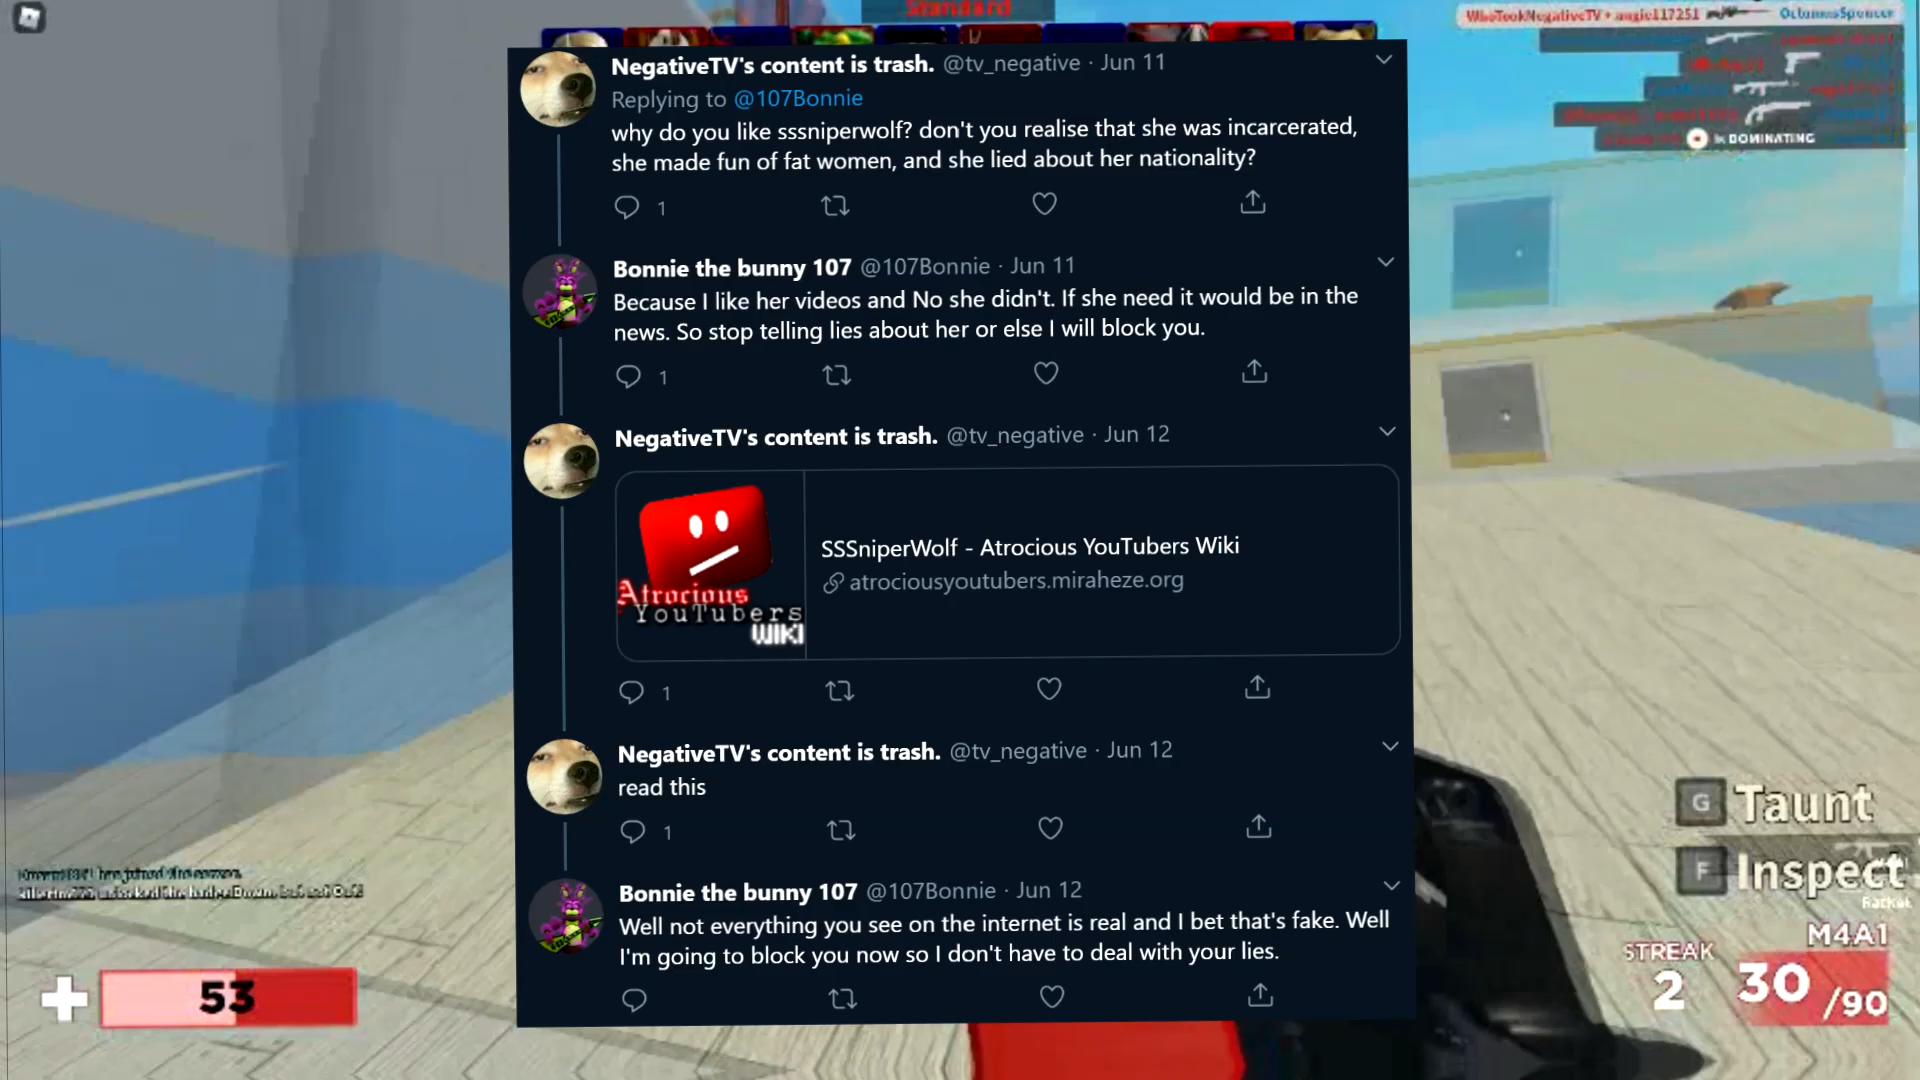 Standard
WhoTookNegativeTV + angie117251 OctunnusSpencer
is DOMINATING
NegativeTV's content is trash. @tv_negative · Jun 11
Replying to @107Bonnie
why do you like sssniperwolf? don't you realise that she was incarcerated,
she made fun of fat women, and she lied about her nationality?
1
Bonnie the bunny 107 @107Bonnie · Jun 11
Because I like her videos and No she didn't. If she need it would be in the
news. So stop telling lies about her or else I will block you.
1
NegativeTV's content is trash. @tv_negative · Jun 12
Atrocious
YouTubers
WIKI
SSSniperWolf - Atrocious YouTubers Wiki
atrociousyoutubers.miraheze.org
1
NegativeTV's content is trash. @tv_negative · Jun 12
read this
1
Bonnie the bunny 107 @107Bonnie · Jun 12
Well not everything you see on the internet is real and I bet that's fake. Well
I'm going to block you now so I don't have to deal with your lies.
G Taunt
F Inspect
M4A1
STREAK
2
30 /90
53